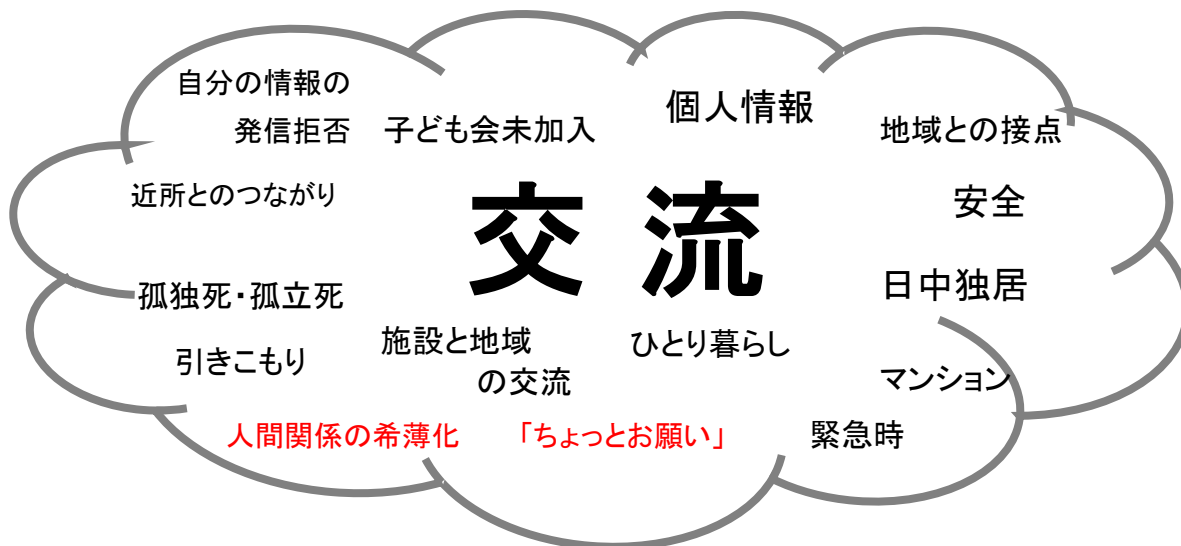 自分の情報の
発信拒否
子ども会未加入
個人情報
地域との接点
近所とのつながり
交流
安全
孤独死・孤立死
日中独居
引きこもり
施設と地域
の交流
ひとり暮らし
マンション
人間関係の希薄化
「ちょっとお願い」
緊急時